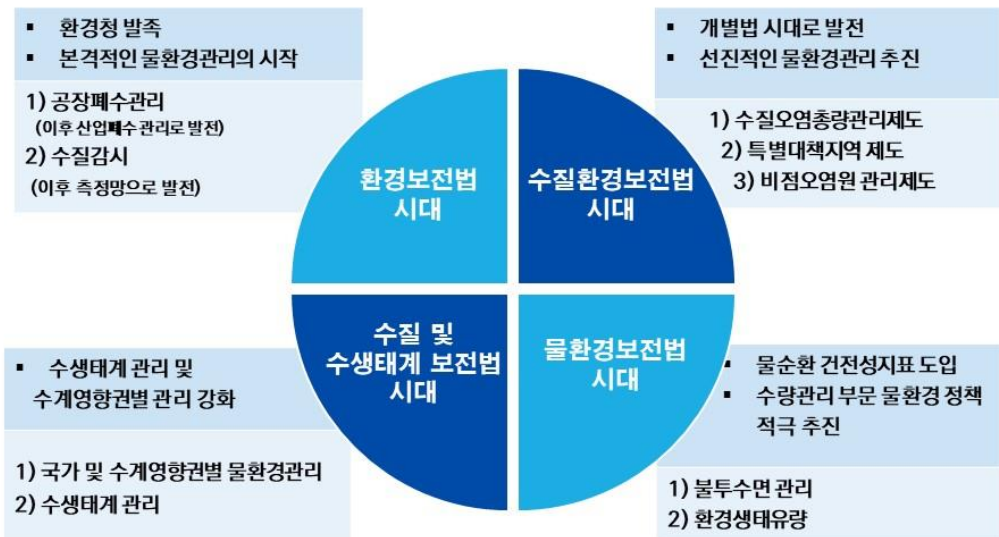 ▪ 환경청 발족
▪ 본격적인 물환경관리의 시작
1) 공장폐수관리
(이후 산업폐수 관리로 발전)
2) 수질감시
(이후 측정망으로 발전)
▪ 개별법 시대로 발전
▪ 선진적인 물환경관리 추진
1) 수질오염총량관리제도
2) 특별대책지역 제도
3) 비점오염원 관리제도
환경보전법
시대
수질환경보전법
시대
수질 및
수생태계 보전법
시대
물환경보전법
시대
▪ 수생태계 관리 및
수계영향권별 관리 강화
1) 국가 및 수계영향권별 물환경관리
2) 수생태계 관리
▪ 물순환 건전성지표 도입
▪ 수량관리 부문 물환경 정책
적극 추진
1) 불투수면 관리
2) 환경생태유량